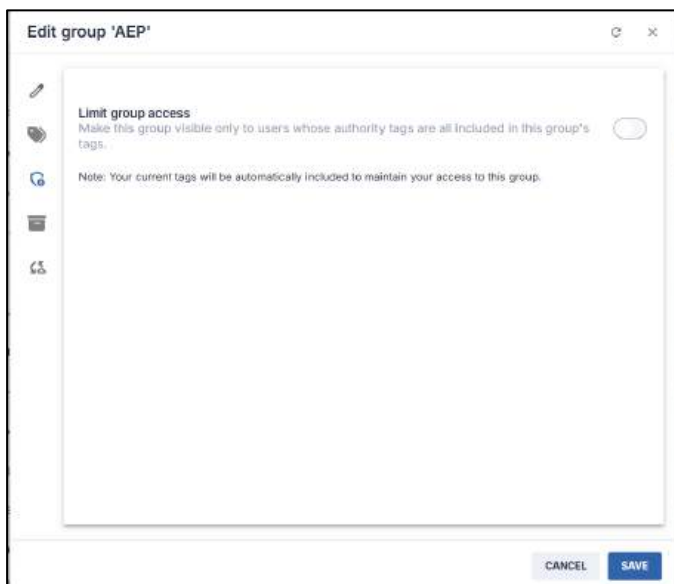 Edit group 'AEP'
Limit group access
Make this group visible only to users whose authority tags are all included in this group's
tags.
Note: Your current tags will be automatically included to maintain your access to this group.
CANCEL
SAVE